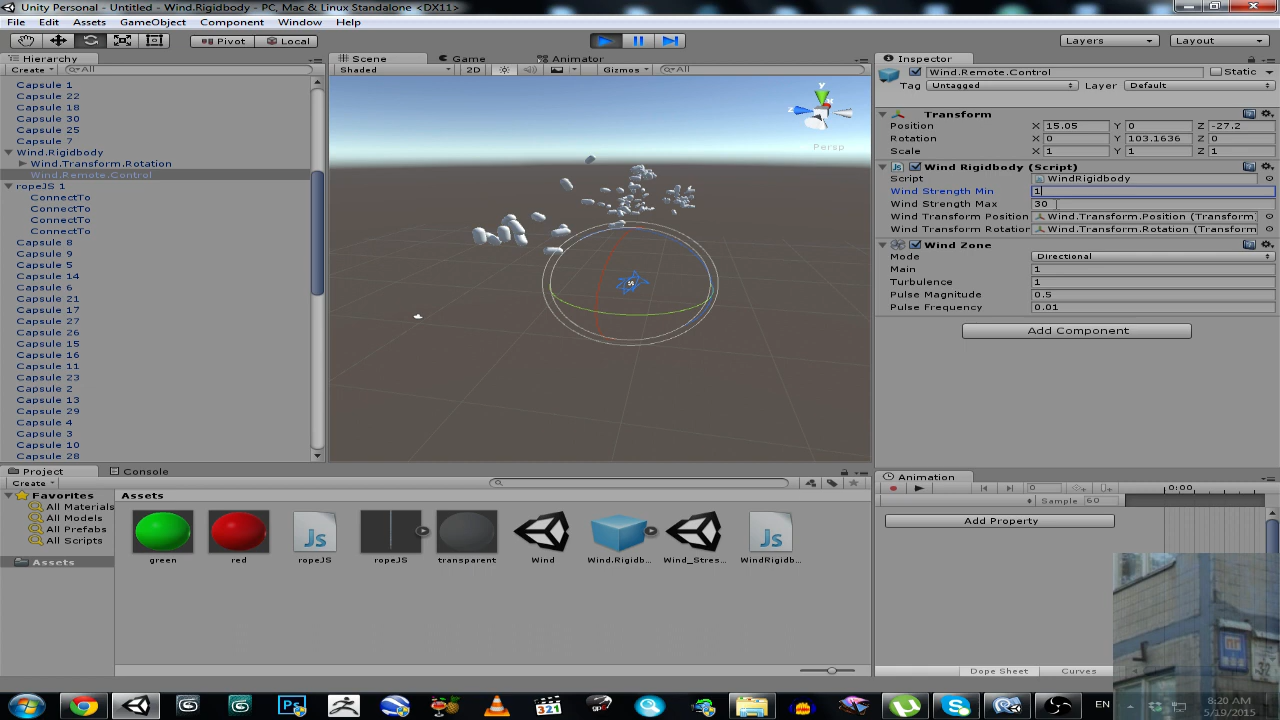 Unity Personal - Untitled - Wind.Rigidbody - PC, Mac & Linux Standalone <DX11>
File Edit Assets GameObject Component Window Help
Pivot Local Layers Layout
Hierarchy
Create All
Capsule 1
Capsule 22
Capsule 18
Capsule 30
Capsule 25
Capsule 7
Wind.Rigidbody
Wind.Transform.Rotation
Wind.Remote.Control
ropeJS 1
ConnectTo
ConnectTo
ConnectTo
ConnectTo
Capsule 8
Capsule 9
Capsule 5
Capsule 14
Capsule 6
Capsule 21
Capsule 17
Capsule 27
Capsule 26
Capsule 15
Capsule 16
Capsule 11
Capsule 23
Capsule 2
Capsule 13
Capsule 29
Capsule 4
Capsule 3
Capsule 10
Capsule 28
Scene Game Animator
Shaded 2D Gizmos All
y
x
z
Persp
Inspector
Wind.Remote.Control Static
Tag Untagged Layer Default
Transform
Position X 15.05 Y 0 Z -27.2
Rotation X 0 Y 103.1636 Z 0
Scale X 1 Y 1 Z 1
Wind Rigidbody (Script)
Script WindRigidbody
Wind Strength Min 1
Wind Strength Max 30
Wind Transform Position Wind.Transform.Position (Transform
Wind Transform Rotation Wind.Transform.Rotation (Transform
Wind Zone
Mode Directional
Main 1
Turbulence 1
Pulse Magnitude 0.5
Pulse Frequency 0.01
Add Component
Project Console
Create
Favorites
All Materials
All Models
All Prefabs
All Scripts
Assets
Assets
green red ropeJS ropeJS transparent Wind Wind.Rigidb... Wind_Stres... WindRigidb...
Animation
0 0:00
Sample 60
Add Property
Dope Sheet Curves
321
EN
8:20 AM
5/19/2015